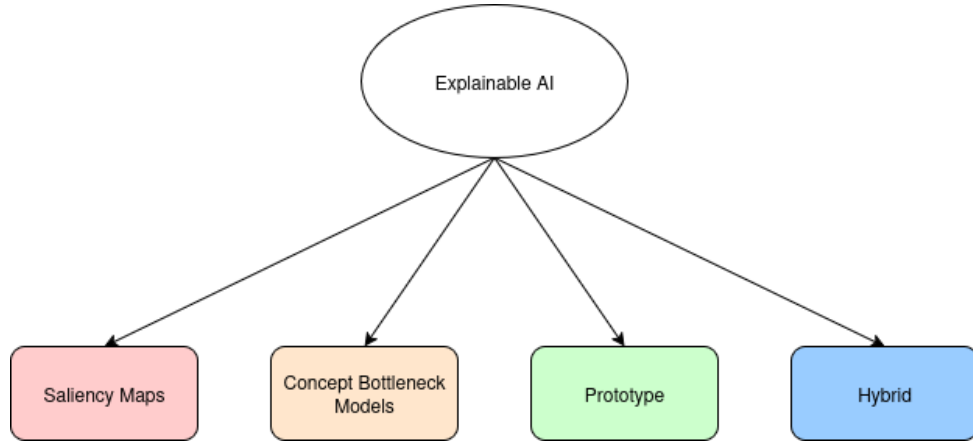 Explainable AI
Saliency Maps
Concept Bottleneck
Models
Prototype
Hybrid